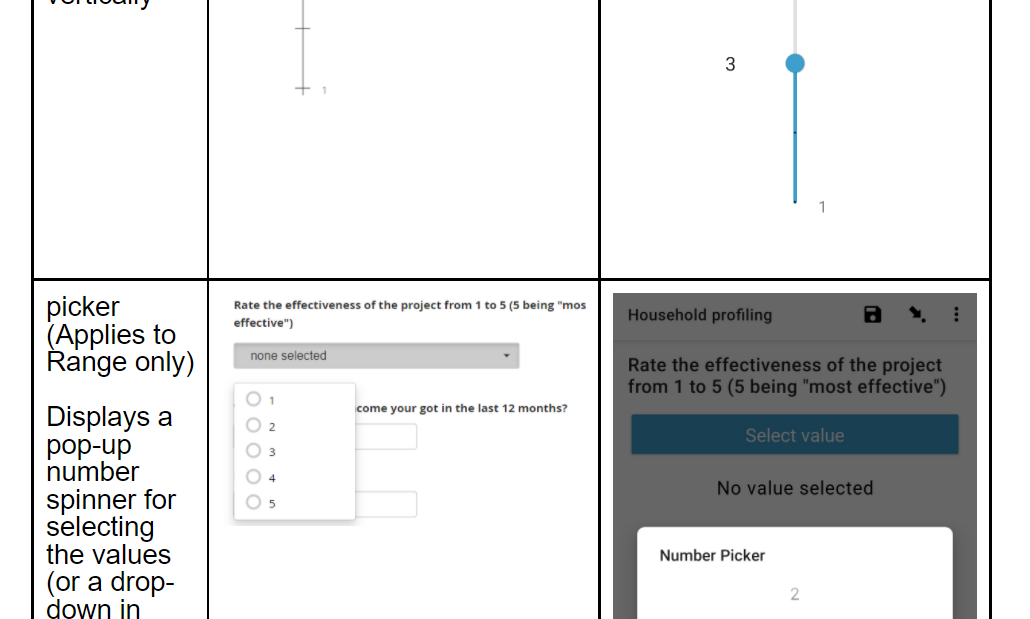 vertically
1
3
1
picker
(Applies to
Range only)
Displays a
pop-up
number
spinner for
selecting
the values
(or a drop-
down in
Rate the effectiveness of the project from 1 to 5 (5 being "mos
effective")
none selected
1
come your got in the last 12 months?
2
3
4
5
Household profiling
Rate the effectiveness of the project
from 1 to 5 (5 being "most effective")
Select value
No value selected
Number Picker
2